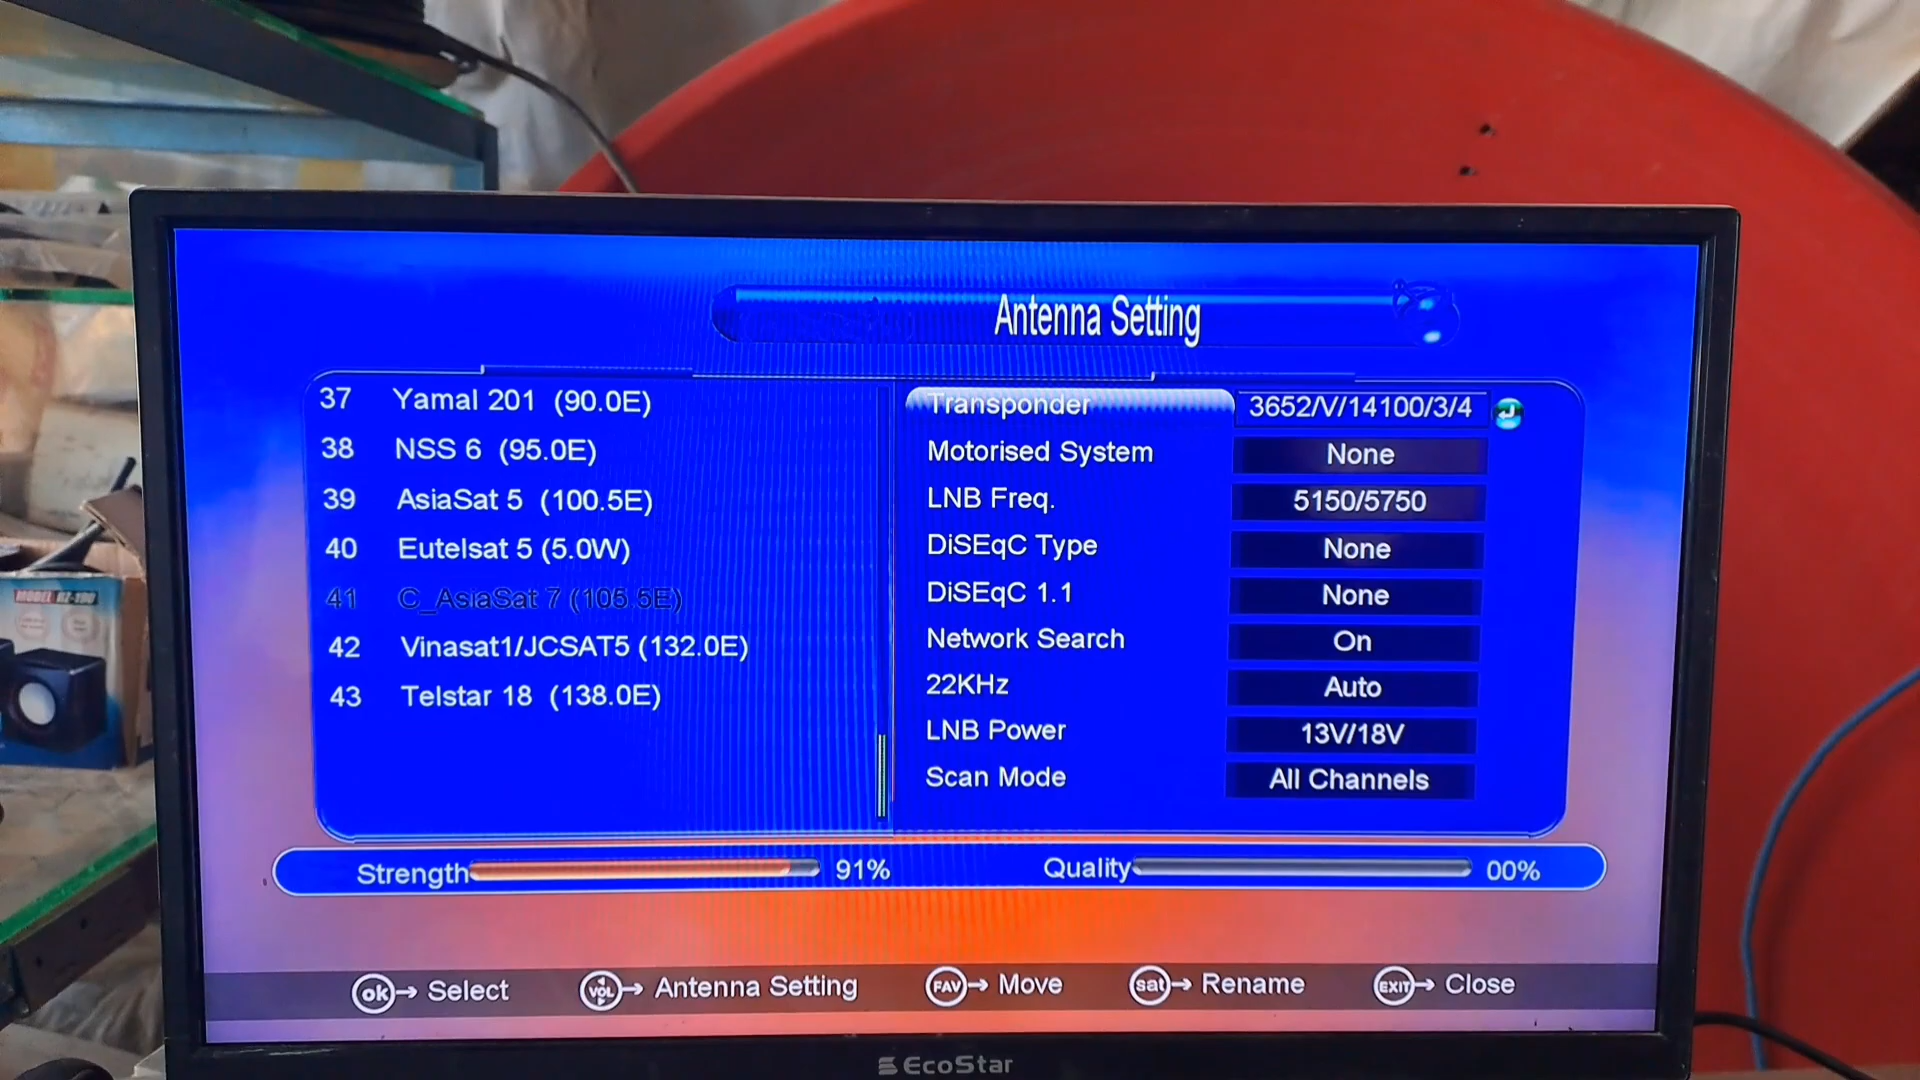 Antenna Setting
37 Yamal 201 (90.0E)
38 NSS 6 (95.0E)
39 AsiaSat 5 (100.5E)
40 Eutelsat 5 (5.0W)
41 C_AsiaSat 7 (105.5E)
42 Vinasat1/JCSAT5 (132.0E)
43 Telstar 18 (138.0E)
Transponder 3652/V/14100/3/4
Motorised System None
LNB Freq. 5150/5750
DiSEqC Type None
DiSEqC 1.1 None
Network Search On
22KHz Auto
LNB Power 13V/18V
Scan Mode All Channels
Strength 91% Quality 00%
ok → Select VOL → Antenna Setting FAV → Move sat → Rename EXIT → Close
EcoStar